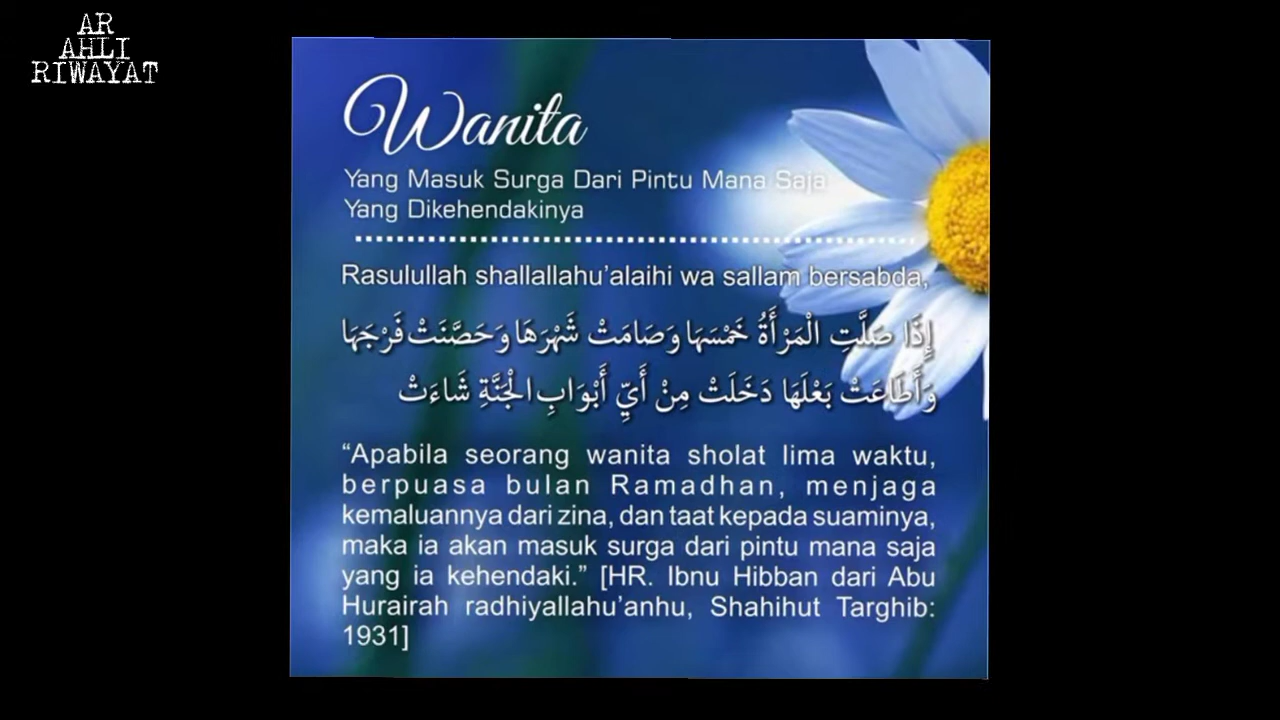 AR
AHLI
RIWAYAT
Wanita
Yang Masuk Surga Dari Pintu Mana Saja
Yang Dikehendakinya
Rasulullah shallallahu’alaihi wa sallam bersabda,
إِذَا صَلَّتِ الْمَرْأَةُ خَمْسَهَا وَصَامَتْ شَهْرَهَا وَحَصَّنَتْ فَرْجَهَا
وَأَطَاعَتْ بَعْلَهَا دَخَلَتْ مِنْ أَيِّ أَبْوَابِ الْجَنَّةِ شَاءَتْ
“Apabila seorang wanita sholat lima waktu,
berpuasa bulan Ramadhan, menjaga
kemaluannya dari zina, dan taat kepada suaminya,
maka ia akan masuk surga dari pintu mana saja
yang ia kehendaki.” [HR. Ibnu Hibban dari Abu
Hurairah radhiyallahu’anhu, Shahihut Targhib:
1931]